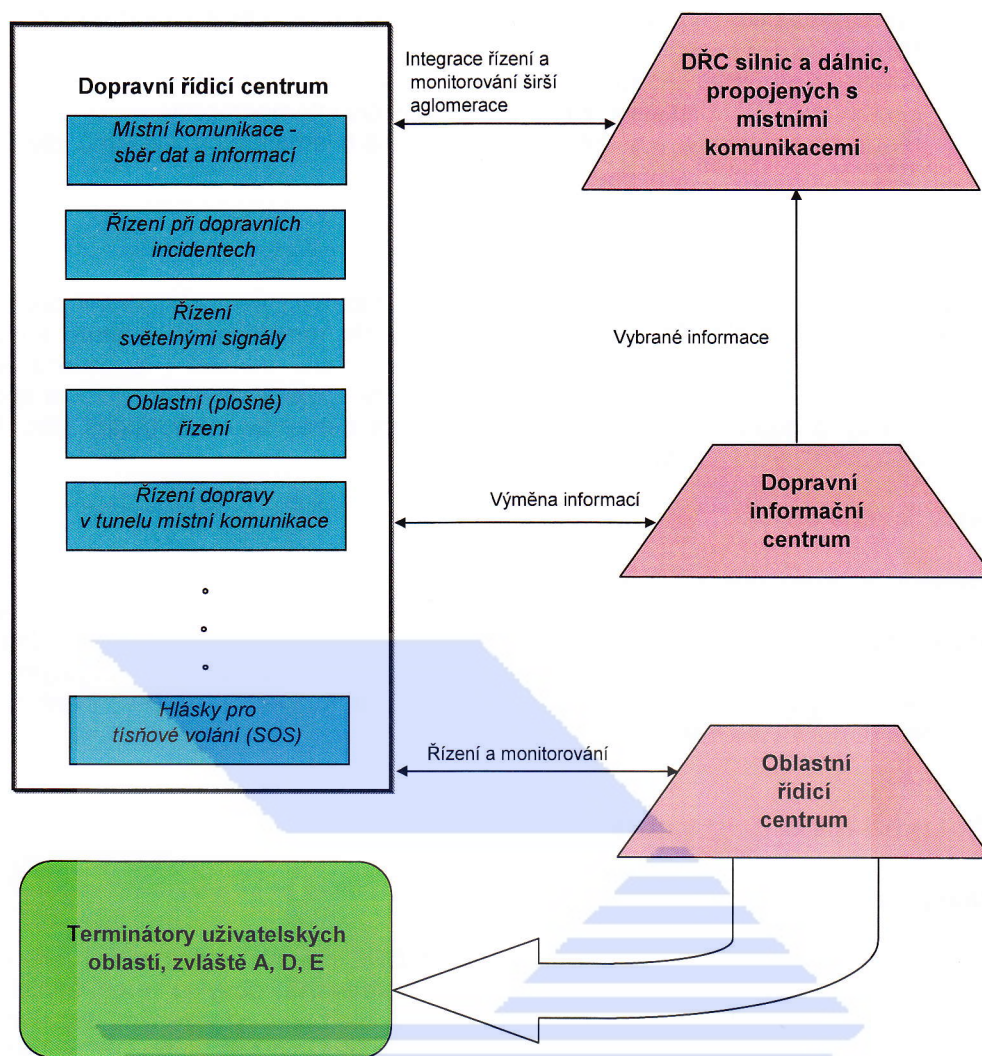 Dopravní řídicí centrum
Místní komunikace -
sběr dat a informací
Řízení při dopravních
incidentech
Řízení
světelnými signály
Oblastní (plošné)
řízení
Řízení dopravy
v tunelu místní komunikace
Hlásky pro
tísňové volání (SOS)
Integrace řízení a
monitorování širší
aglomerace
DŘC silnic a dálnic,
propojených s
místními
komunikacemi
Vybrané informace
Výměna informací
Dopravní
informační
centrum
Řízení a monitorování
Oblastní
řídicí
centrum
Terminátory uživatelských
oblastí, zvláště A, D, E